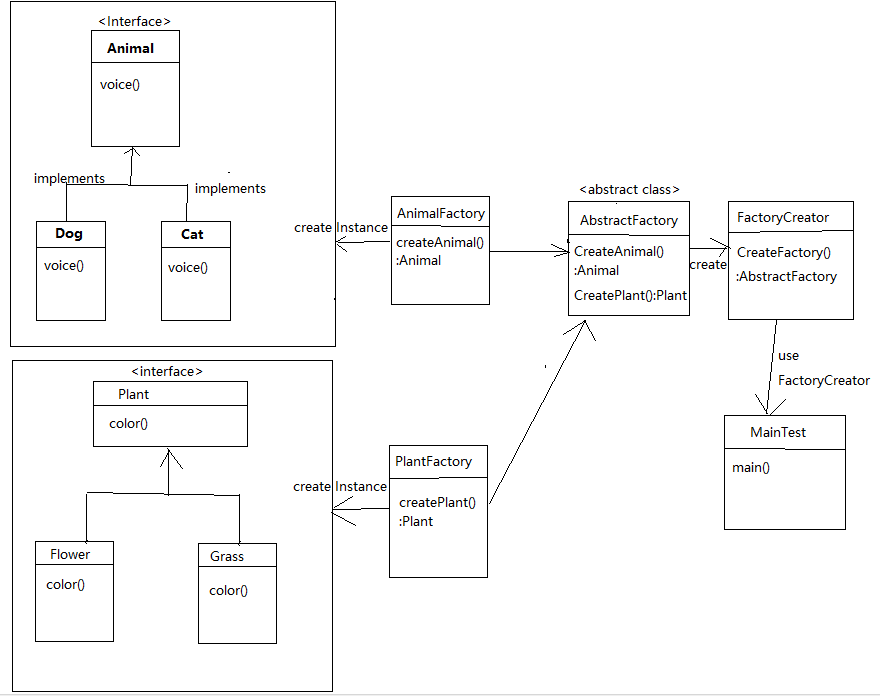 <Interface>
Animal
voice()
implements
implements
Dog
voice()
Cat
voice()
create Instance
AnimalFactory
createAnimal()
:Animal
<abstract class>
AbstractFactory
CreateAnimal()
:Animal
CreatePlant():Plant
create
FactoryCreator
CreateFactory()
:AbstractFactory
use
FactoryCreator
MainTest
main()
<interface>
Plant
color()
create Instance
PlantFactory
createPlant()
:Plant
Flower
color()
Grass
color()